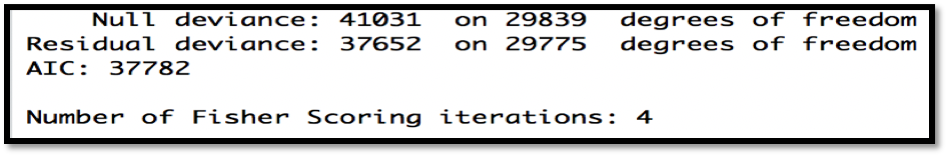 Null deviance: 41031 on 29839 degrees of freedom
Residual deviance: 37652 on 29775 degrees of freedom
AIC: 37782
Number of Fisher Scoring iterations: 4